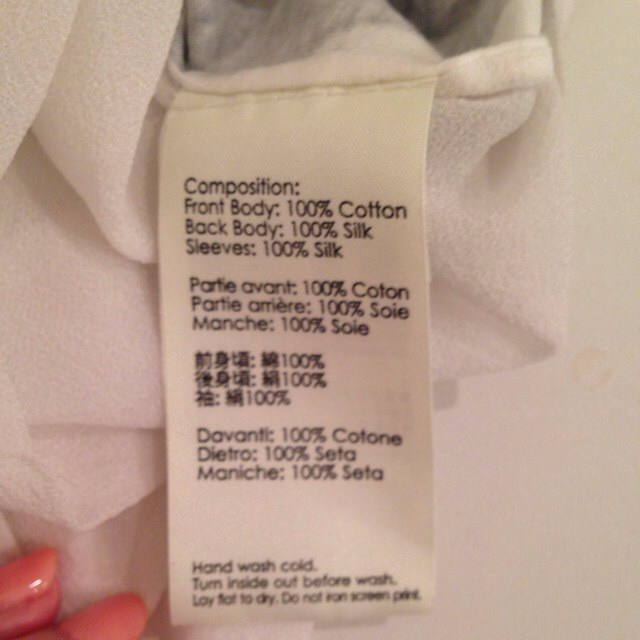 Composition:
Front Body: 100% Cotton
Back Body: 100% Silk
Sleeves: 100% Silk
Partie avant: 100% Coton
Partie arrière: 100% Soie
Manche: 100% Soie
前身頃: 綿100%
後身頃: 絹100%
袖: 絹100%
Davanti: 100% Cotone
Dietro: 100% Seta
Maniche: 100% Seta
Hand wash cold.
Turn inside out before wash.
Lay flat to dry. Do not iron screen print.